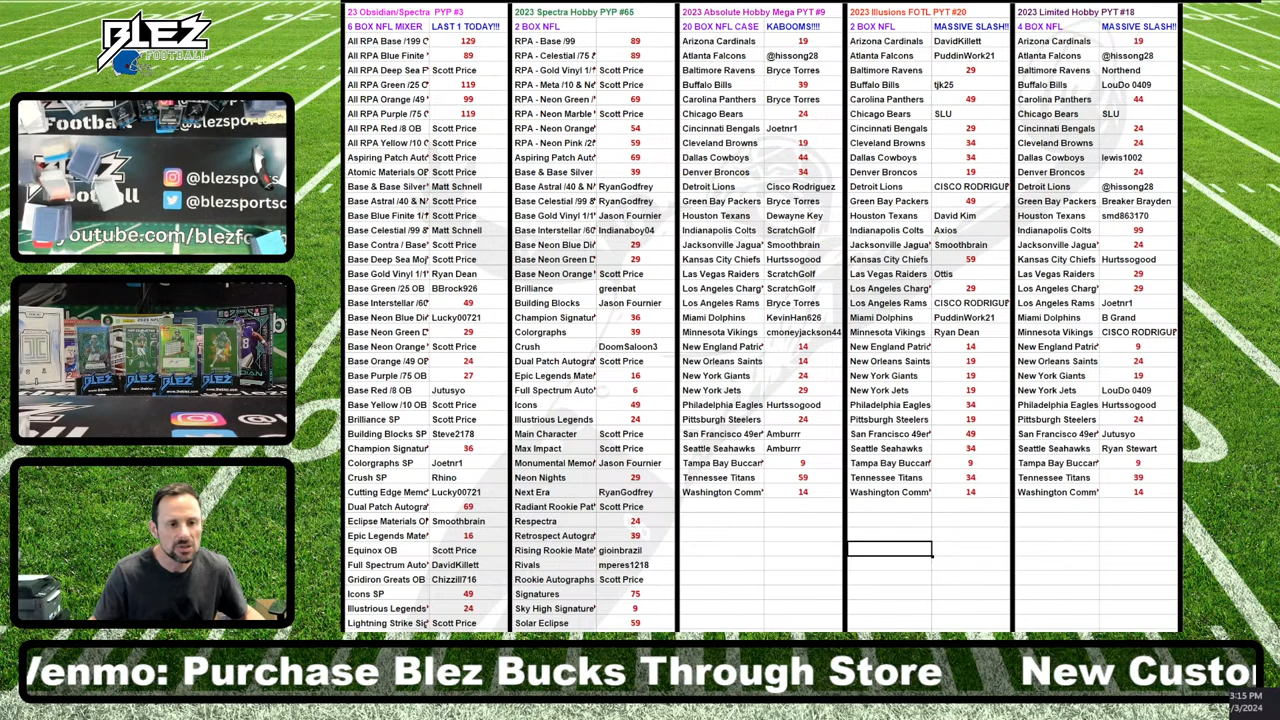 BLEZ
FOOTBALL
Football
@blezsports
@blezsportsc
youtube.com/blezfo
23 Obsidian/Spectra PYP #3
6 BOX NFL MIXER LAST 1 TODAY!!!
All RPA Base /199 129
All RPA Blue Finite 89
All RPA Deep Sea Scott Price
All RPA Green /25 119
All RPA Orange /49 99
All RPA Purple /75 119
All RPA Red /8 OB Scott Price
All RPA Yellow /10 Scott Price
Aspiring Patch Aut Scott Price
Atomic Materials O Scott Price
Base & Base Silver Matt Schnell
Base Astral /40 & N Scott Price
Base Blue Finite 1/ Scott Price
Base Celestial /99 8 Matt Schnell
Base Contra / Base Scott Price
Base Deep Sea Moj Scott Price
Base Gold Vinyl 1/1 Ryan Dean
Base Green /25 OB BBrock926
Base Interstellar /60 49
Base Neon Blue Di Lucky00721
Base Neon Green 29
Base Neon Orange Scott Price
Base Orange /49 OB 24
Base Purple /75 OB 27
Base Red /8 OB Jutusyo
Base Yellow /10 OB Scott Price
Brilliance SP Scott Price
Building Blocks SP Steve2178
Champion Signatur 36
Colorgraphs SP Joetnr1
Crush SP Rhino
Cutting Edge Memo Lucky00721
Dual Patch Autogra 69
Eclipse Materials O Smoothbrain
Epic Legends Mate 16
Equinox OB Scott Price
Full Spectrum Auto DavidKillett
Gridiron Greats OB Chizzill716
Icons SP 49
Illustrious Legends 24
Lightning Strike Sig Scott Price
2023 Spectra Hobby PYP #65
2 BOX NFL
RPA - Base /99 89
RPA - Celestial /75 89
RPA - Gold Vinyl 1/ Scott Price
RPA - Meta /10 & Ne Scott Price
RPA - Neon Green / 69
RPA - Neon Marble Scott Price
RPA - Neon Orange 54
RPA - Neon Pink /2 59
Aspiring Patch Aut 69
Base & Base Silver 39
Base Astral /40 & N RyanGodfrey
Base Celestial /99 8 RyanGodfrey
Base Gold Vinyl 1/1 Jason Fournier
Base Interstellar /60 Indianaboy04
Base Neon Blue Di 29
Base Neon Green 29
Base Neon Orange Scott Price
Brilliance greenbat
Building Blocks Jason Fournier
Champion Signatur 36
Colorgraphs 39
Crush DoomSaloon3
Dual Patch Autogra Scott Price
Epic Legends Mate 16
Full Spectrum Auto 6
Icons 49
Illustrious Legends 24
Main Character Scott Price
Max Impact Scott Price
Monumental Memo Jason Fournier
Neon Nights 29
Next Era RyanGodfrey
Radiant Rookie Pat Scott Price
Respectra 24
Retrospect Autogra 39
Rising Rookie Mate gioinbrazil
Rivals mperes1218
Rookie Autographs Scott Price
Signatures 75
Sky High Signature 9
Solar Eclipse 59
2023 Absolute Hobby Mega PYT #9
20 BOX NFL CASE KABOOMS!!!!
Arizona Cardinals 19
Atlanta Falcons @hissong28
Baltimore Ravens Bryce Torres
Buffalo Bills 39
Carolina Panthers Bryce Torres
Chicago Bears 24
Cincinnati Bengals Joetnr1
Cleveland Browns 19
Dallas Cowboys 44
Denver Broncos 34
Detroit Lions Cisco Rodriguez
Green Bay Packers Bryce Torres
Houston Texans Dewayne Key
Indianapolis Colts ScratchGolf
Jacksonville Jagua Smoothbrain
Kansas City Chiefs Hurtssogood
Las Vegas Raiders ScratchGolf
Los Angeles Charg ScratchGolf
Los Angeles Rams Bryce Torres
Miami Dolphins KevinHan626
Minnesota Vikings cmoneyjackson44
New England Patric 14
New Orleans Saints 14
New York Giants 24
New York Jets 29
Philadelphia Eagles Hurtssogood
Pittsburgh Steelers 24
San Francisco 49er Amburrr
Seattle Seahawks Amburrr
Tampa Bay Buccan 9
Tennessee Titans 59
Washington Comm 14
2023 Illusions FOTL PYT #20
2 BOX NFL MASSIVE SLASH!!
Arizona Cardinals DavidKillett
Atlanta Falcons PuddinWork21
Baltimore Ravens 29
Buffalo Bills tjk25
Carolina Panthers 49
Chicago Bears SLU
Cincinnati Bengals 29
Cleveland Browns 34
Dallas Cowboys 34
Denver Broncos 19
Detroit Lions CISCO RODRIGU
Green Bay Packers 49
Houston Texans David Kim
Indianapolis Colts Axios
Jacksonville Jagua Smoothbrain
Kansas City Chiefs 59
Las Vegas Raiders Ottis
Los Angeles Charg 29
Los Angeles Rams CISCO RODRIGU
Miami Dolphins PuddinWork21
Minnesota Vikings Ryan Dean
New England Patric 14
New Orleans Saints 19
New York Giants 19
New York Jets 19
Philadelphia Eagles 34
Pittsburgh Steelers 19
San Francisco 49er 49
Seattle Seahawks 34
Tampa Bay Buccan 9
Tennessee Titans 34
Washington Comm 14
2023 Limited Hobby PYT #18
4 BOX NFL MASSIVE SLASH!!
Arizona Cardinals 19
Atlanta Falcons @hissong28
Baltimore Ravens Northend
Buffalo Bills LouDo 0409
Carolina Panthers 44
Chicago Bears SLU
Cincinnati Bengals 24
Cleveland Browns 24
Dallas Cowboys lewis1002
Denver Broncos 24
Detroit Lions @hissong28
Green Bay Packers Breaker Brayden
Houston Texans smd863170
Indianapolis Colts 99
Jacksonville Jagua 24
Kansas City Chiefs Hurtssogood
Las Vegas Raiders 29
Los Angeles Charg 29
Los Angeles Rams Joetnr1
Miami Dolphins B Grand
Minnesota Vikings CISCO RODRIGU
New England Patric 9
New Orleans Saints 24
New York Giants 19
New York Jets LouDo 0409
Philadelphia Eagles Hurtssogood
Pittsburgh Steelers 24
San Francisco 49er Jutusyo
Seattle Seahawks Ryan Stewart
Tampa Bay Buccan 9
Tennessee Titans 39
Washington Comm 14
Venmo: Purchase Blez Bucks Through Store New Custo
3:15 PM
/3/2024